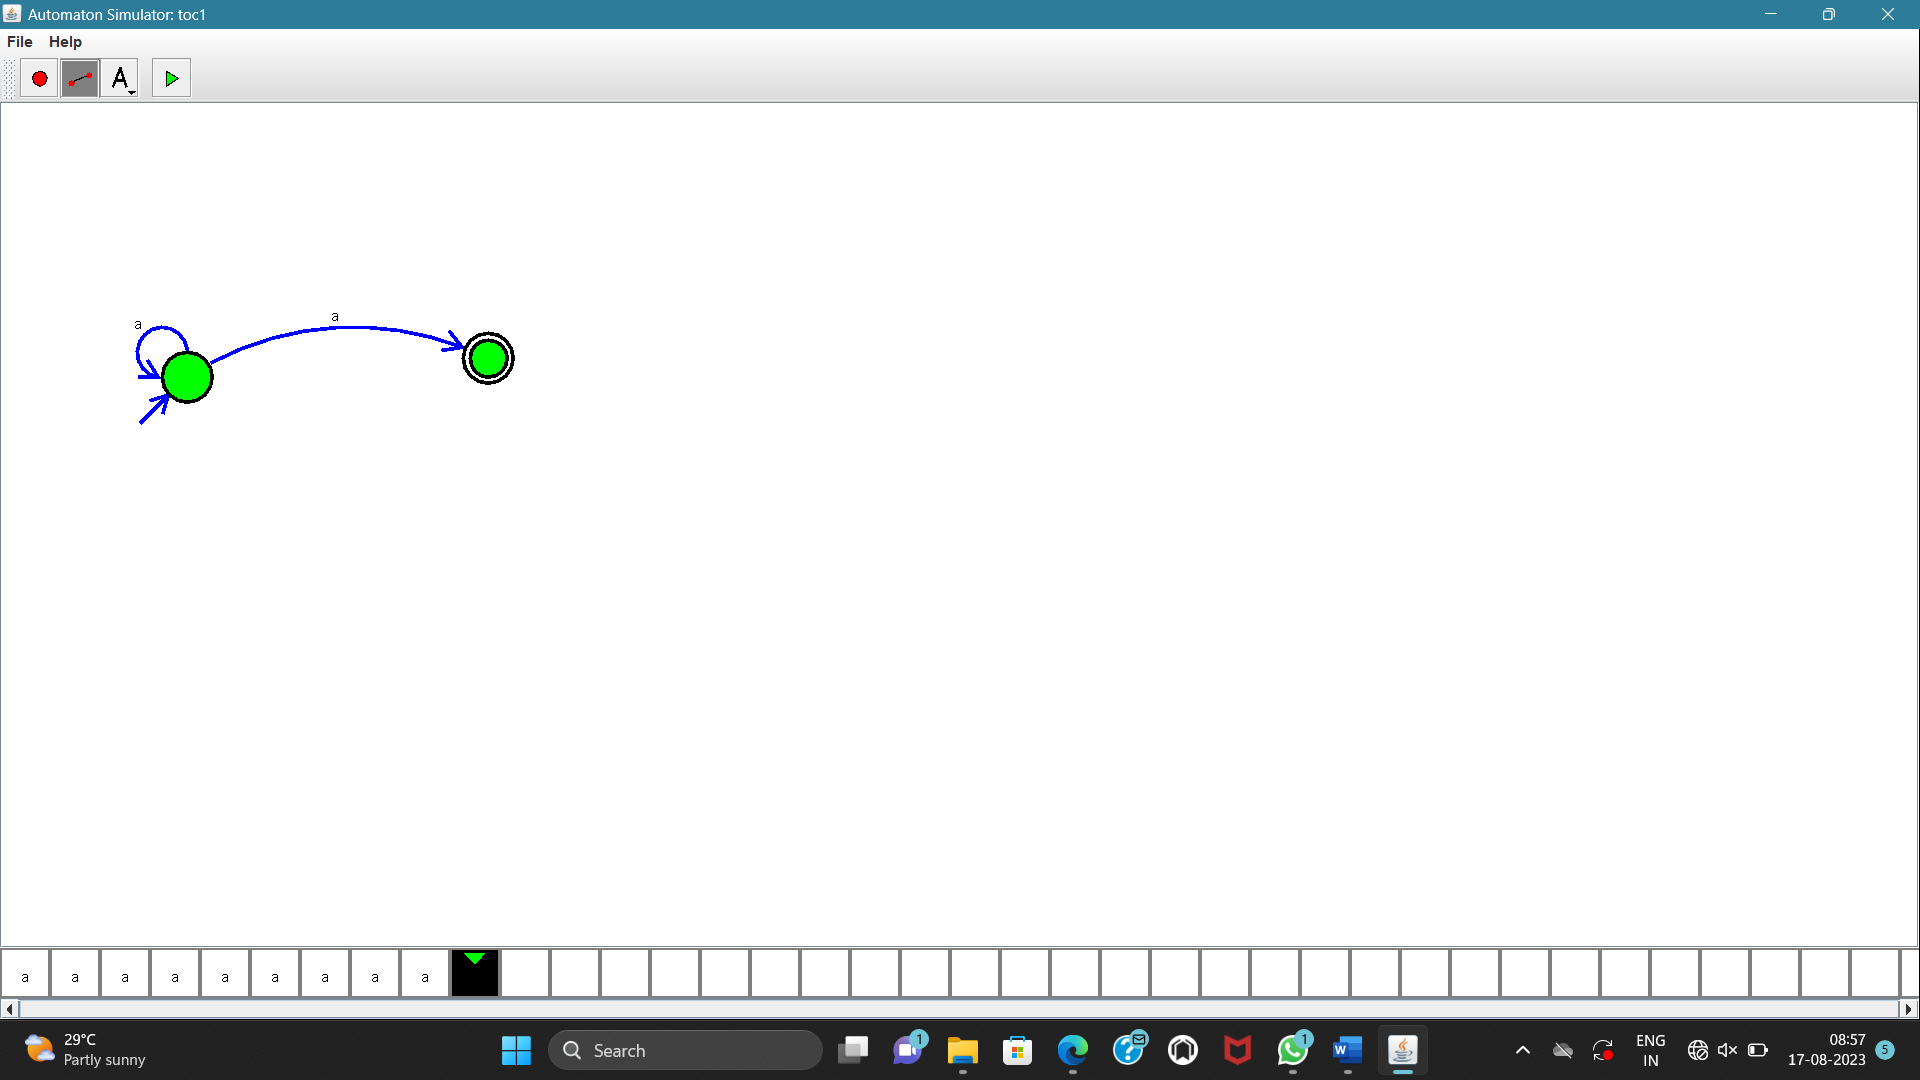 Automaton Simulator: toc1
File Help
A
a
a
a a a a a a a a a
29°C
Partly sunny
Search
1
1
W
ENG
IN
08:57
17-08-2023
5